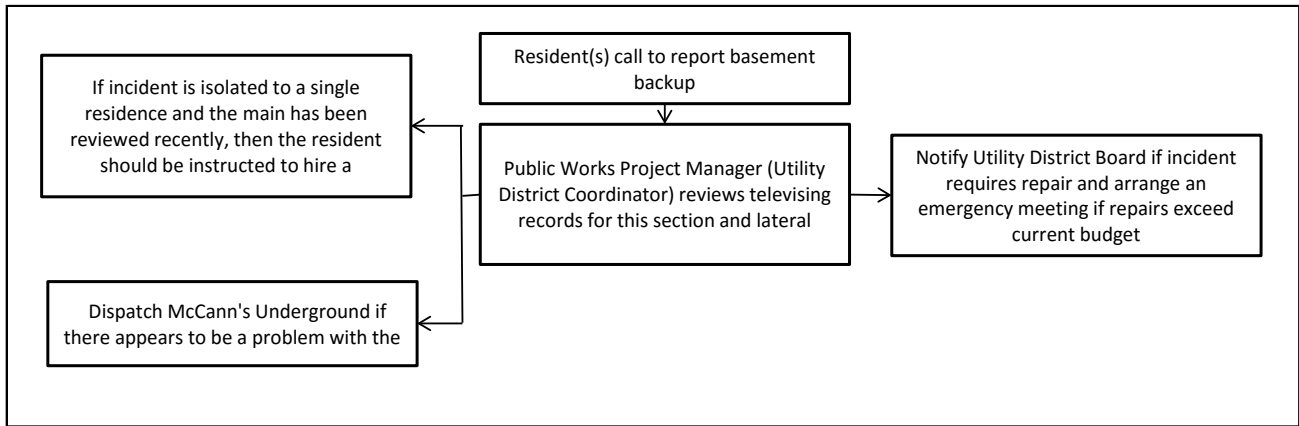 Resident(s) call to report basement
backup
If incident is isolated to a single
residence and the main has been
reviewed recently, then the resident
should be instructed to hire a
Public Works Project Manager (Utility
District Coordinator) reviews televising
records for this section and lateral
Notify Utility District Board if incident
requires repair and arrange an
emergency meeting if repairs exceed
current budget
Dispatch McCann's Underground if
there appears to be a problem with the